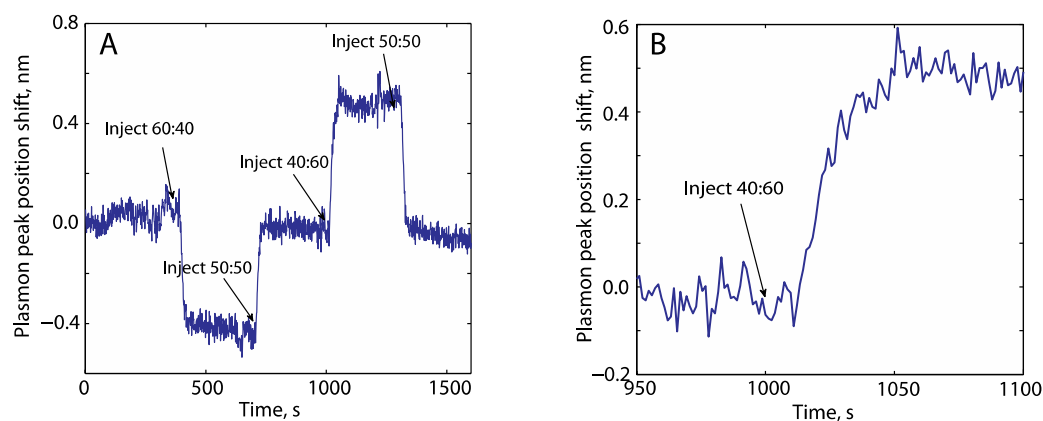 A
Plasmon peak position shift, nm
0.8
0.4
0.0
−0.4
Inject 60:40
Inject 50:50
Inject 40:60
Inject 50:50
0
500
1000
1500
Time, s
B
Plasmon peak position shift, nm
0.6
0.4
0.2
0.0
−0.2
Inject 40:60
950
1000
1050
1100
Time, s